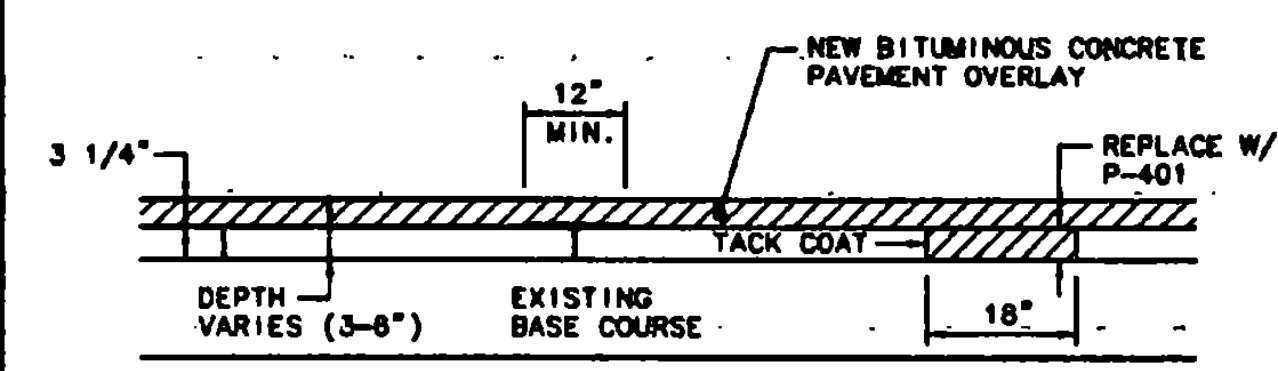 NEW BITUMINOUS CONCRETE
PAVEMENT OVERLAY
12"
MIN.
3 1/4"
REPLACE W/
P-401
TACK COAT
DEPTH
VARIES (3-6")
EXISTING
BASE COURSE
18"